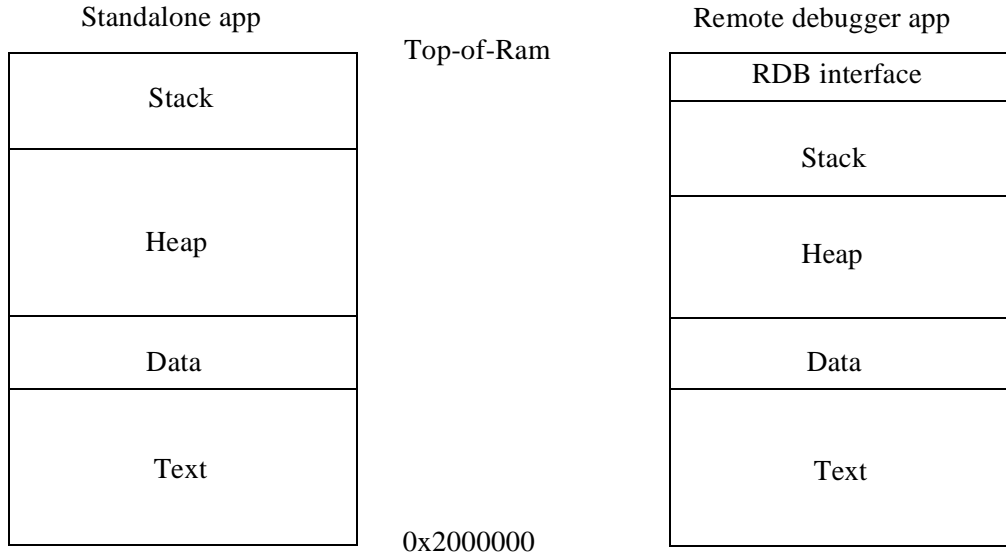 Standalone app
Stack
Heap
Data
Text
Top-of-Ram
0x2000000
Remote debugger app
RDB interface
Stack
Heap
Data
Text